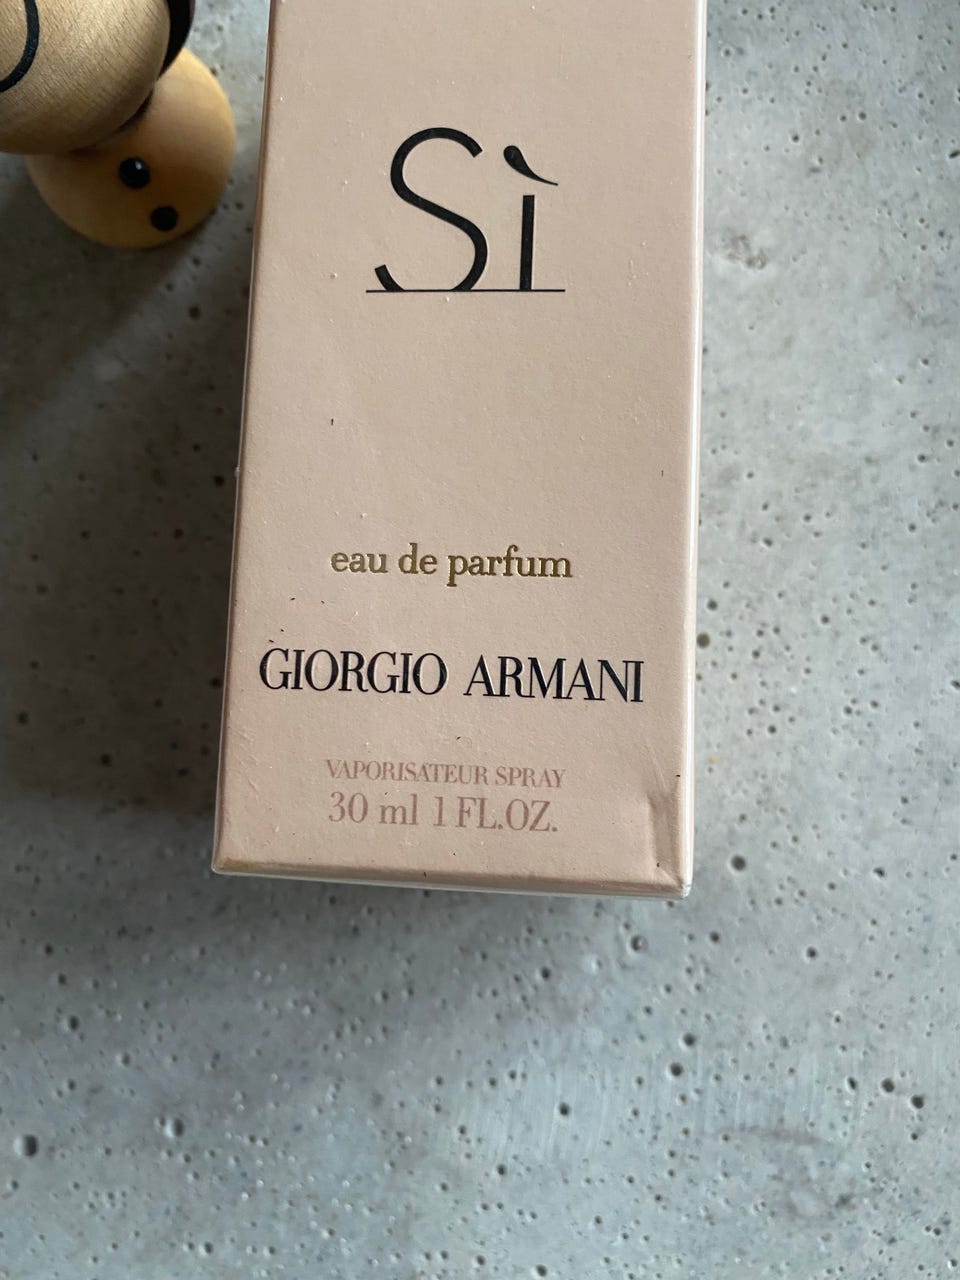 Sì
eau de parfum
GIORGIO ARMANI
VAPORISATEUR SPRAY
30 ml 1 FL.OZ.